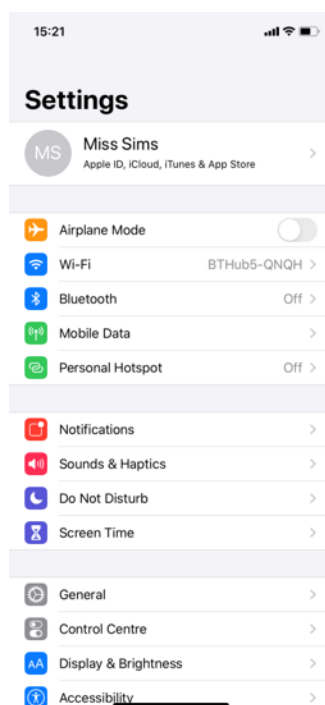 15:21
Settings
MS
Miss Sims
Apple ID, iCloud, iTunes & App Store
Airplane Mode
Wi-Fi BTHub5-QNQH
Bluetooth Off
Mobile Data
Personal Hotspot Off
Notifications
Sounds & Haptics
Do Not Disturb
Screen Time
General
Control Centre
AA Display & Brightness
Accessibility